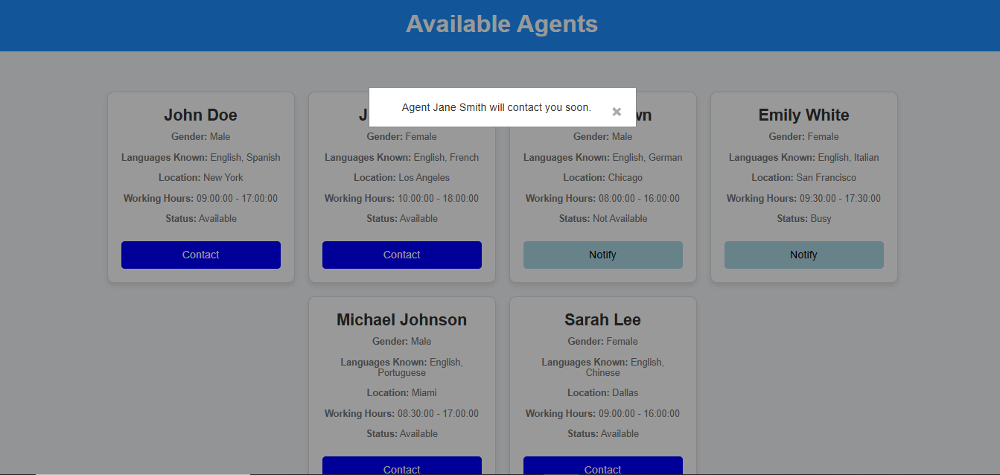 Available Agents
Agent Jane Smith will contact you soon. ×
John Doe
Gender: Male
Languages Known: English, Spanish
Location: New York
Working Hours: 09:00:00 - 17:00:00
Status: Available
Contact
J
Gender: Female
Languages Known: English, French
Location: Los Angeles
Working Hours: 10:00:00 - 18:00:00
Status: Available
Contact
wn
Gender: Male
Languages Known: English, German
Location: Chicago
Working Hours: 08:00:00 - 16:00:00
Status: Not Available
Notify
Emily White
Gender: Female
Languages Known: English, Italian
Location: San Francisco
Working Hours: 09:30:00 - 17:30:00
Status: Busy
Notify
Michael Johnson
Gender: Male
Languages Known: English,
Portuguese
Location: Miami
Working Hours: 08:30:00 - 17:00:00
Status: Available
Contact
Sarah Lee
Gender: Female
Languages Known: English,
Chinese
Location: Dallas
Working Hours: 09:00:00 - 16:00:00
Status: Available
Contact